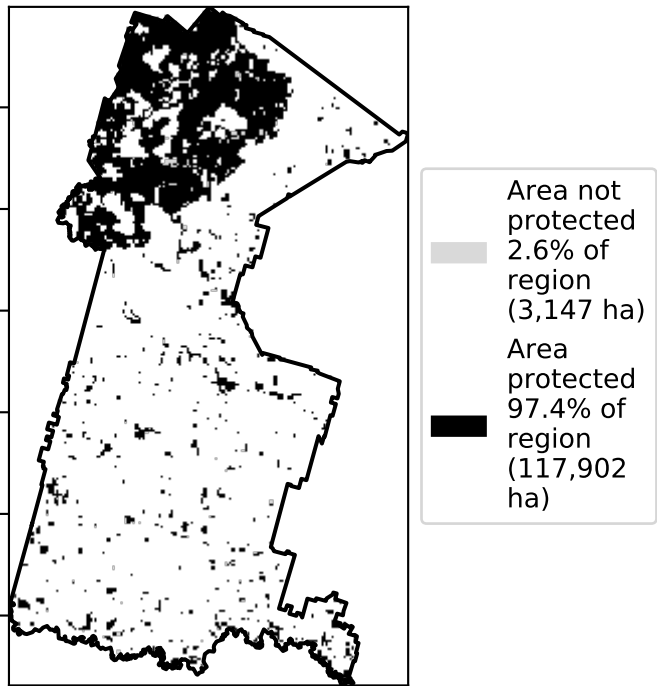 Area not
protected
2.6% of
region
(3,147 ha)
Area
protected
97.4% of
region
(117,902
ha)